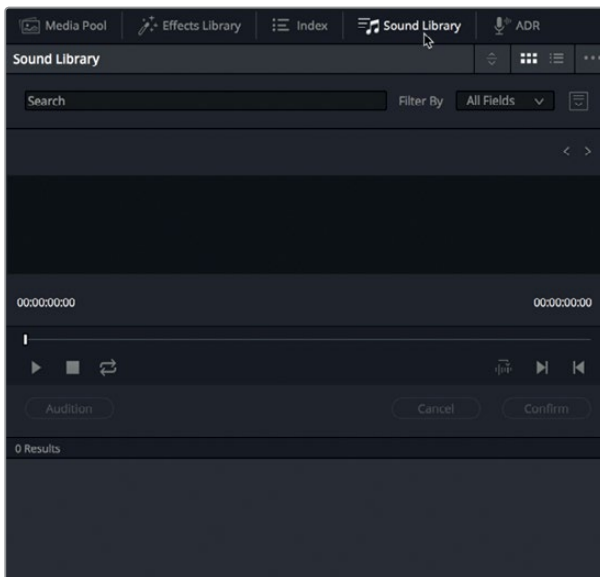 Media Pool Effects Library Index Sound Library ADR
Sound Library
Search Filter By All Fields
00:00:00:00 00:00:00:00
Audition Cancel Confirm
0 Results